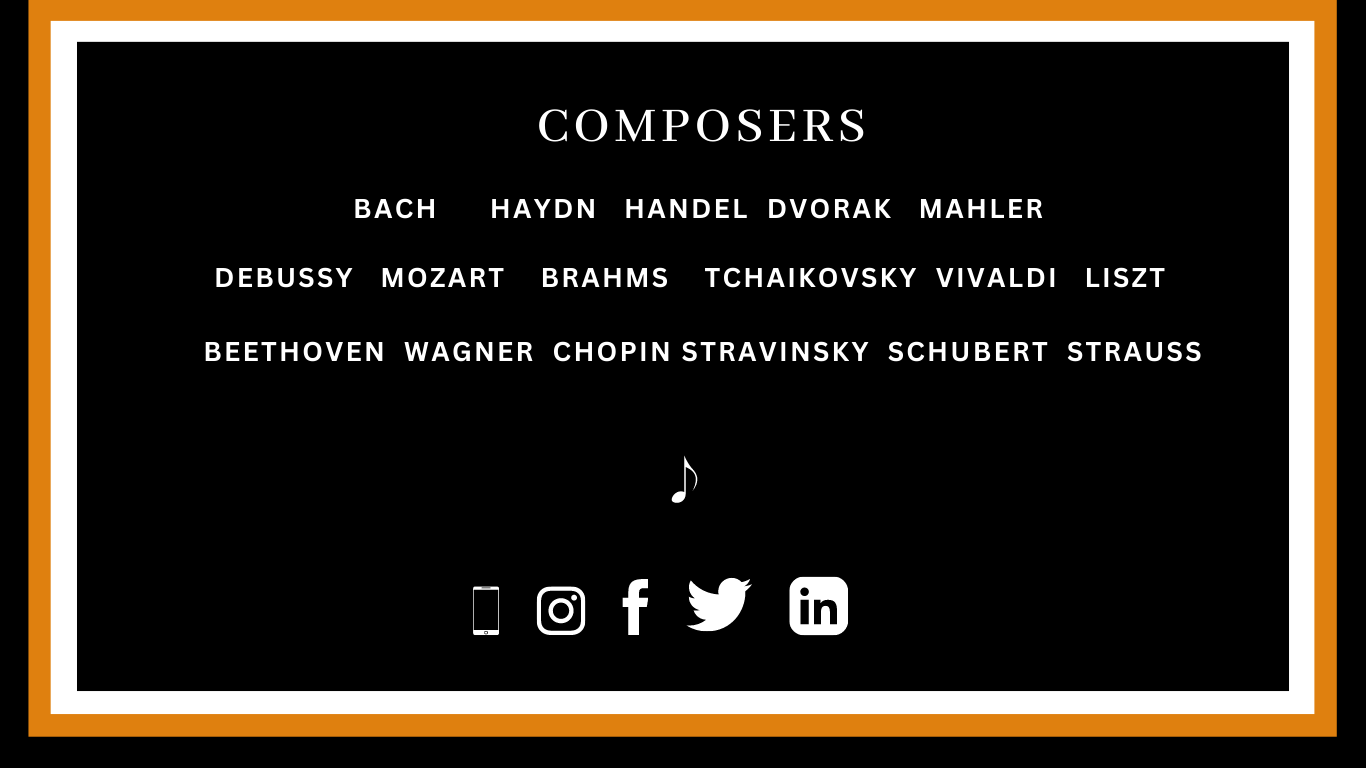 COMPOSERS
BACH HAYDN HANDEL DVORAK MAHLER
DEBUSSY MOZART BRAHMS TCHAIKOVSKY VIVALDI LISZT
BEETHOVEN WAGNER CHOPIN STRAVINSKY SCHUBERT STRAUSS